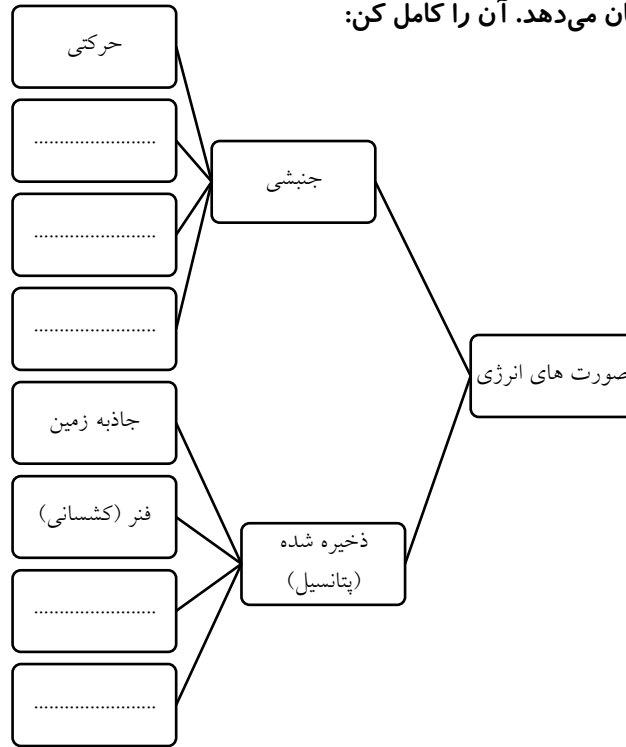 ان می‌دهد. آن را کامل کن:
صورت های انرژی
جنبشی
حرکتی
........................
........................
........................
ذخیره شده
(پتانسیل)
جاذبه زمین
فنر (کشسانی)
........................
........................